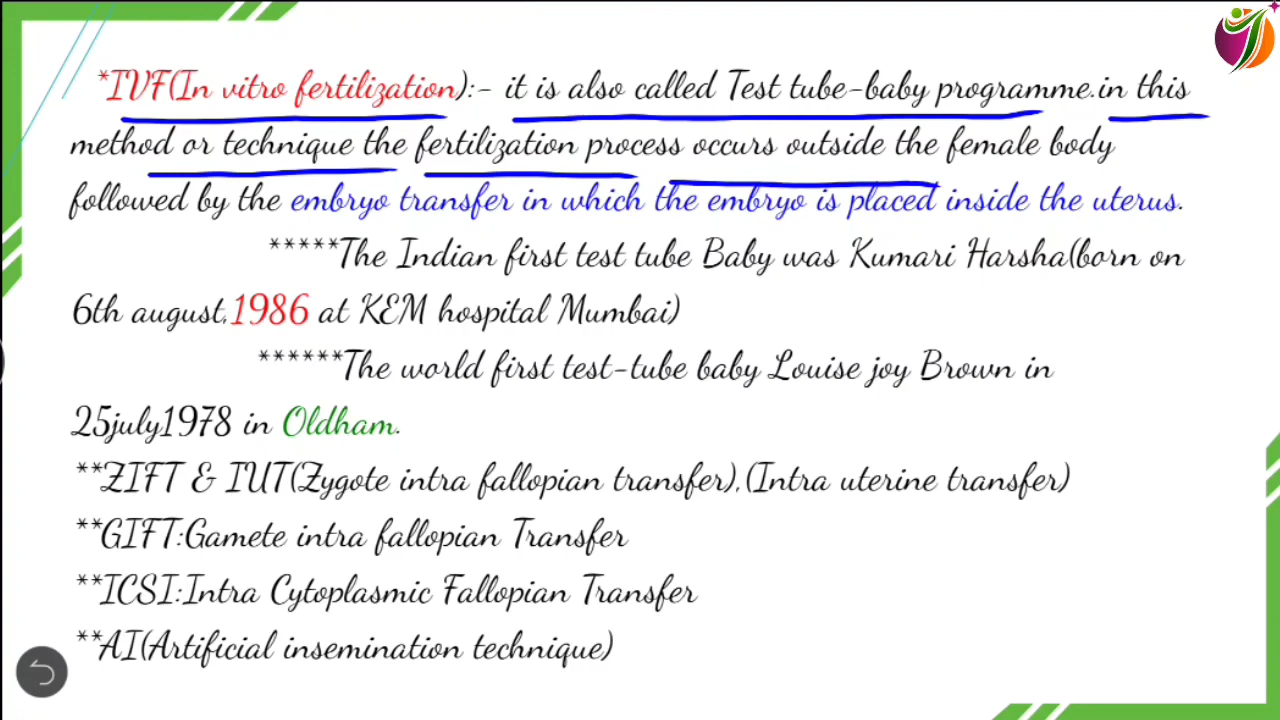 *IVF(In vitro fertilization):- it is also called Test tube-baby programme.in this
method or technique the fertilization process occurs outside the female body
followed by the embryo transfer in which the embryo is placed inside the uterus.
*****The Indian first test tube Baby was Kumari Harsha(born on
6th august,1986 at KEM hospital Mumbai)
******The world first test-tube baby Louise joy Brown in
25july1978 in Oldham.
**ZIFT & IUT(Zygote intra fallopian transfer),(Intra uterine transfer)
**GIFT:Gamete intra fallopian Transfer
**ICSI:Intra Cytoplasmic Fallopian Transfer
**AI(Artificial insemination technique)